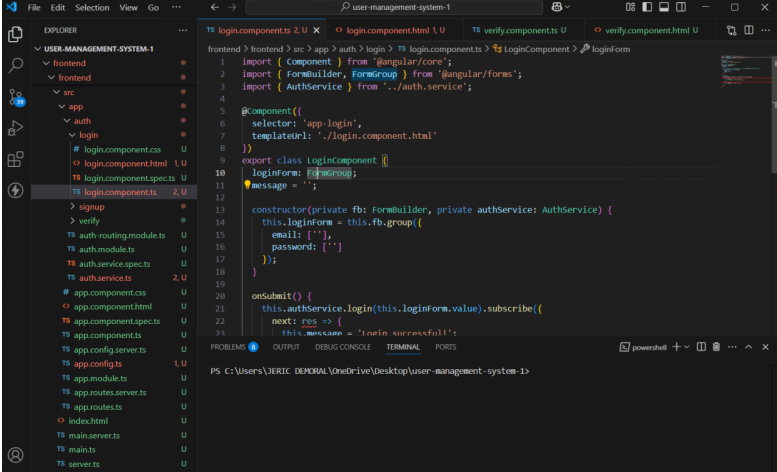 File Edit Selection View Go ··· user-management-system-1
EXPLORER ···
USER-MANAGEMENT-SYSTEM-1
frontend
frontend
src
app
auth
login
# login.component.css U
<> login.component.html 1, U
TS login.component.spec.ts U
TS login.component.ts 2, U
signup
verify
TS auth-routing.module.ts U
TS auth.module.ts U
TS auth.service.spec.ts U
TS auth.service.ts 2, U
# app.component.css U
<> app.component.html U
TS app.component.spec.ts U
TS app.component.ts U
TS app.config.server.ts U
TS app.config.ts 1, U
TS app.module.ts U
TS app.routes.server.ts U
TS app.routes.ts U
<> index.html U
TS main.server.ts U
TS main.ts U
TS server.ts U
39
TS login.component.ts 2, U <> login.component.html 1, U TS verify.component.ts U <> verify.component.html U
frontend > frontend > src > app > auth > login > TS login.component.ts > LoginComponent > loginForm
1 import { Component } from '@angular/core';
2 import { FormBuilder, FormGroup } from '@angular/forms';
3 import { AuthService } from '../auth.service';
4
5 @Component({
6 selector: 'app-login',
7 templateUrl: './login.component.html'
8 })
9 export class LoginComponent {
10 loginForm: FormGroup;
11 message = '';
12
13 constructor(private fb: FormBuilder, private authService: AuthService) {
14 this.loginForm = this.fb.group({
15 email: [''],
16 password: ['']
17 });
18 }
19
20 onSubmit() {
21 this.authService.login(this.loginForm.value).subscribe({
22 next: res => {
23 this.message = 'Login successful!';
PROBLEMS 8 OUTPUT DEBUG CONSOLE TERMINAL PORTS powershell
PS C:\Users\JERIC DEMORAL\OneDrive\Desktop\user-management-system-1>